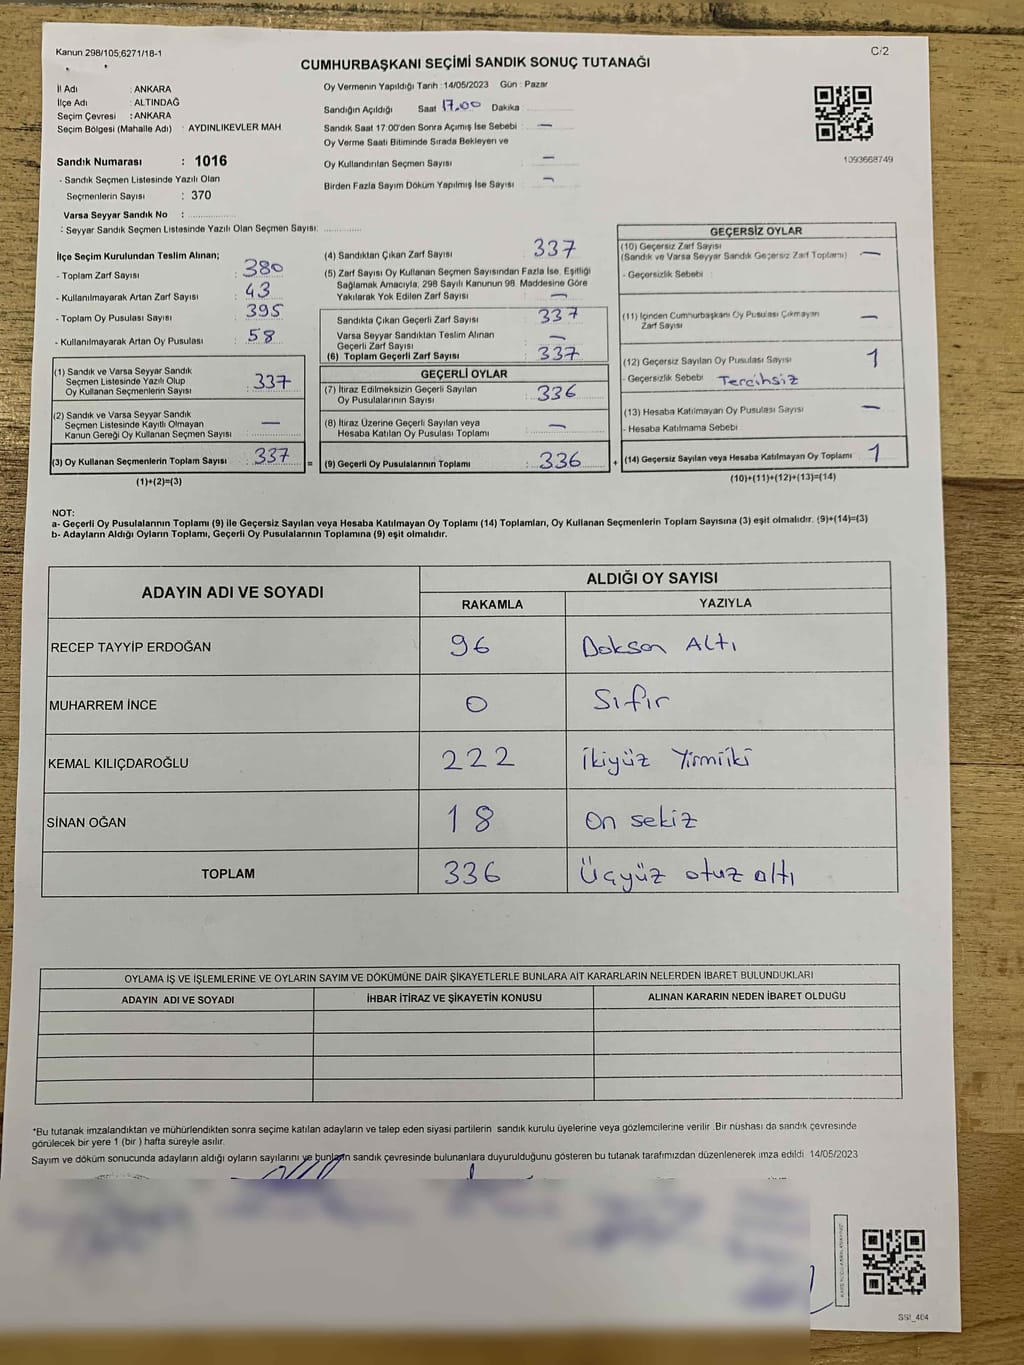 Kanun 298/105;6271/18-1
C/2
CUMHURBAŞKANI SEÇİMİ SANDIK SONUÇ TUTANAĞI
İl Adı : ANKARA
İlçe Adı : ALTINDAĞ
Seçim Çevresi : ANKARA
Seçim Bölgesi (Mahalle Adı) : AYDINLIKEVLER MAH.
Sandık Numarası : 1016
- Sandık Seçmen Listesinde Yazılı Olan
Seçmenlerin Sayısı : 370
Varsa Seyyar Sandık No :
- Seyyar Sandık Seçmen Listesinde Yazılı Olan Seçmen Sayısı:
Oy Vermenin Yapıldığı Tarih : 14/05/2023 Gün : Pazar
Sandığın Açıldığı Saat 17.00 Dakika
Sandık Saat 17:00'den Sonra Açımış İse Sebebi : —
Oy Verme Saati Bitiminde Sırada Bekleyen ve
Oy Kullandırılan Seçmen Sayısı —
Birden Fazla Sayım Döküm Yapılmış İse Sayısı : —
1093668749
İlçe Seçim Kurulundan Teslim Alınan;
- Toplam Zarf Sayısı : 380
- Kullanılmayarak Artan Zarf Sayısı : 43
- Toplam Oy Pusulası Sayısı : 395
- Kullanılmayarak Artan Oy Pusulası : 58
(1) Sandık ve Varsa Seyyar Sandık
Seçmen Listesinde Yazılı Olup
Oy Kullanan Seçmenlerin Sayısı : 337
(2) Sandık ve Varsa Seyyar Sandık
Seçmen Listesinde Kayıtlı Olmayan
Kanun Gereği Oy Kullanan Seçmen Sayısı : —
(3) Oy Kullanan Seçmenlerin Toplam Sayısı : 337
(1)+(2)=(3)
(4) Sandıktan Çıkan Zarf Sayısı : 337
(5) Zarf Sayısı Oy Kullanan Seçmen Sayısından Fazla İse, Eşitliği
Sağlamak Amacıyla, 298 Sayılı Kanunun 98. Maddesine Göre
Yakılarak Yok Edilen Zarf Sayısı : —
Sandıkta Çıkan Geçerli Zarf Sayısı : 337
Varsa Seyyar Sandıktan Teslim Alınan
Geçerli Zarf Sayısı : —
(6) Toplam Geçerli Zarf Sayısı : 337
GEÇERLİ OYLAR
(7) İtiraz Edilmeksizin Geçerli Sayılan
Oy Pusulalarının Sayısı : 336
(8) İtiraz Üzerine Geçerli Sayılan veya
Hesaba Katılan Oy Pusulası Toplamı : —
= (9) Geçerli Oy Pusulalarının Toplamı : 336
GEÇERSİZ OYLAR
(10) Geçersiz Zarf Sayısı
(Sandık ve Varsa Seyyar Sandık Geçersiz Zarf Toplamı) —
- Geçersizlik Sebebi :
(11) İçinden Cumhurbaşkanı Oy Pusulası Çıkmayan
Zarf Sayısı —
(12) Geçersiz Sayılan Oy Pusulası Sayısı 1
- Geçersizlik Sebebi Tercihsiz
(13) Hesaba Katılmayan Oy Pusulası Sayısı —
- Hesaba Katılmama Sebebi :
+ (14) Geçersiz Sayılan veya Hesaba Katılmayan Oy Toplamı 1
(10)+(11)+(12)+(13)=(14)
NOT:
a- Geçerli Oy Pusulalarının Toplamı (9) ile Geçersiz Sayılan veya Hesaba Katılmayan Oy Toplamı (14) Toplamları, Oy Kullanan Seçmenlerin Toplam Sayısına (3) eşit olmalıdır. (9)+(14)=(3)
b- Adayların Aldığı Oyların Toplamı, Geçerli Oy Pusulalarının Toplamına (9) eşit olmalıdır.
ADAYIN ADI VE SOYADI
ALDIĞI OY SAYISI
RAKAMLA YAZIYLA
RECEP TAYYİP ERDOĞAN 96 Doksan Altı
MUHARREM İNCE 0 Sıfır
KEMAL KILIÇDAROĞLU 222 İkiyüz Yirmiiki
SİNAN OĞAN 18 On sekiz
TOPLAM 336 Üçyüz otuz altı
OYLAMA İŞ VE İŞLEMLERİNE VE OYLARIN SAYIM VE DÖKÜMÜNE DAİR ŞİKAYETLERLE BUNLARA AİT KARARLARIN NELERDEN İBARET BULUNDUKLARI
ADAYIN ADI VE SOYADI İHBAR İTİRAZ VE ŞİKAYETİN KONUSU ALINAN KARARIN NEDEN İBARET OLDUĞU
*Bu tutanak imzalandıktan ve mühürlendikten sonra seçime katılan adayların ve talep eden siyasi partilerin sandık kurulu üyelerine veya gözlemcilerine verilir .Bir nüshası da sandık çevresinde
görülecek bir yere 1 (bir ) hafta süreyle asılır.
Sayım ve döküm sonucunda adayların aldığı oyların sayılarını ve bunların sandık çevresinde bulunanlara duyurulduğunu gösteren bu tutanak tarafımızdan düzenlenerek imza edildi 14/05/2023
SSI_404